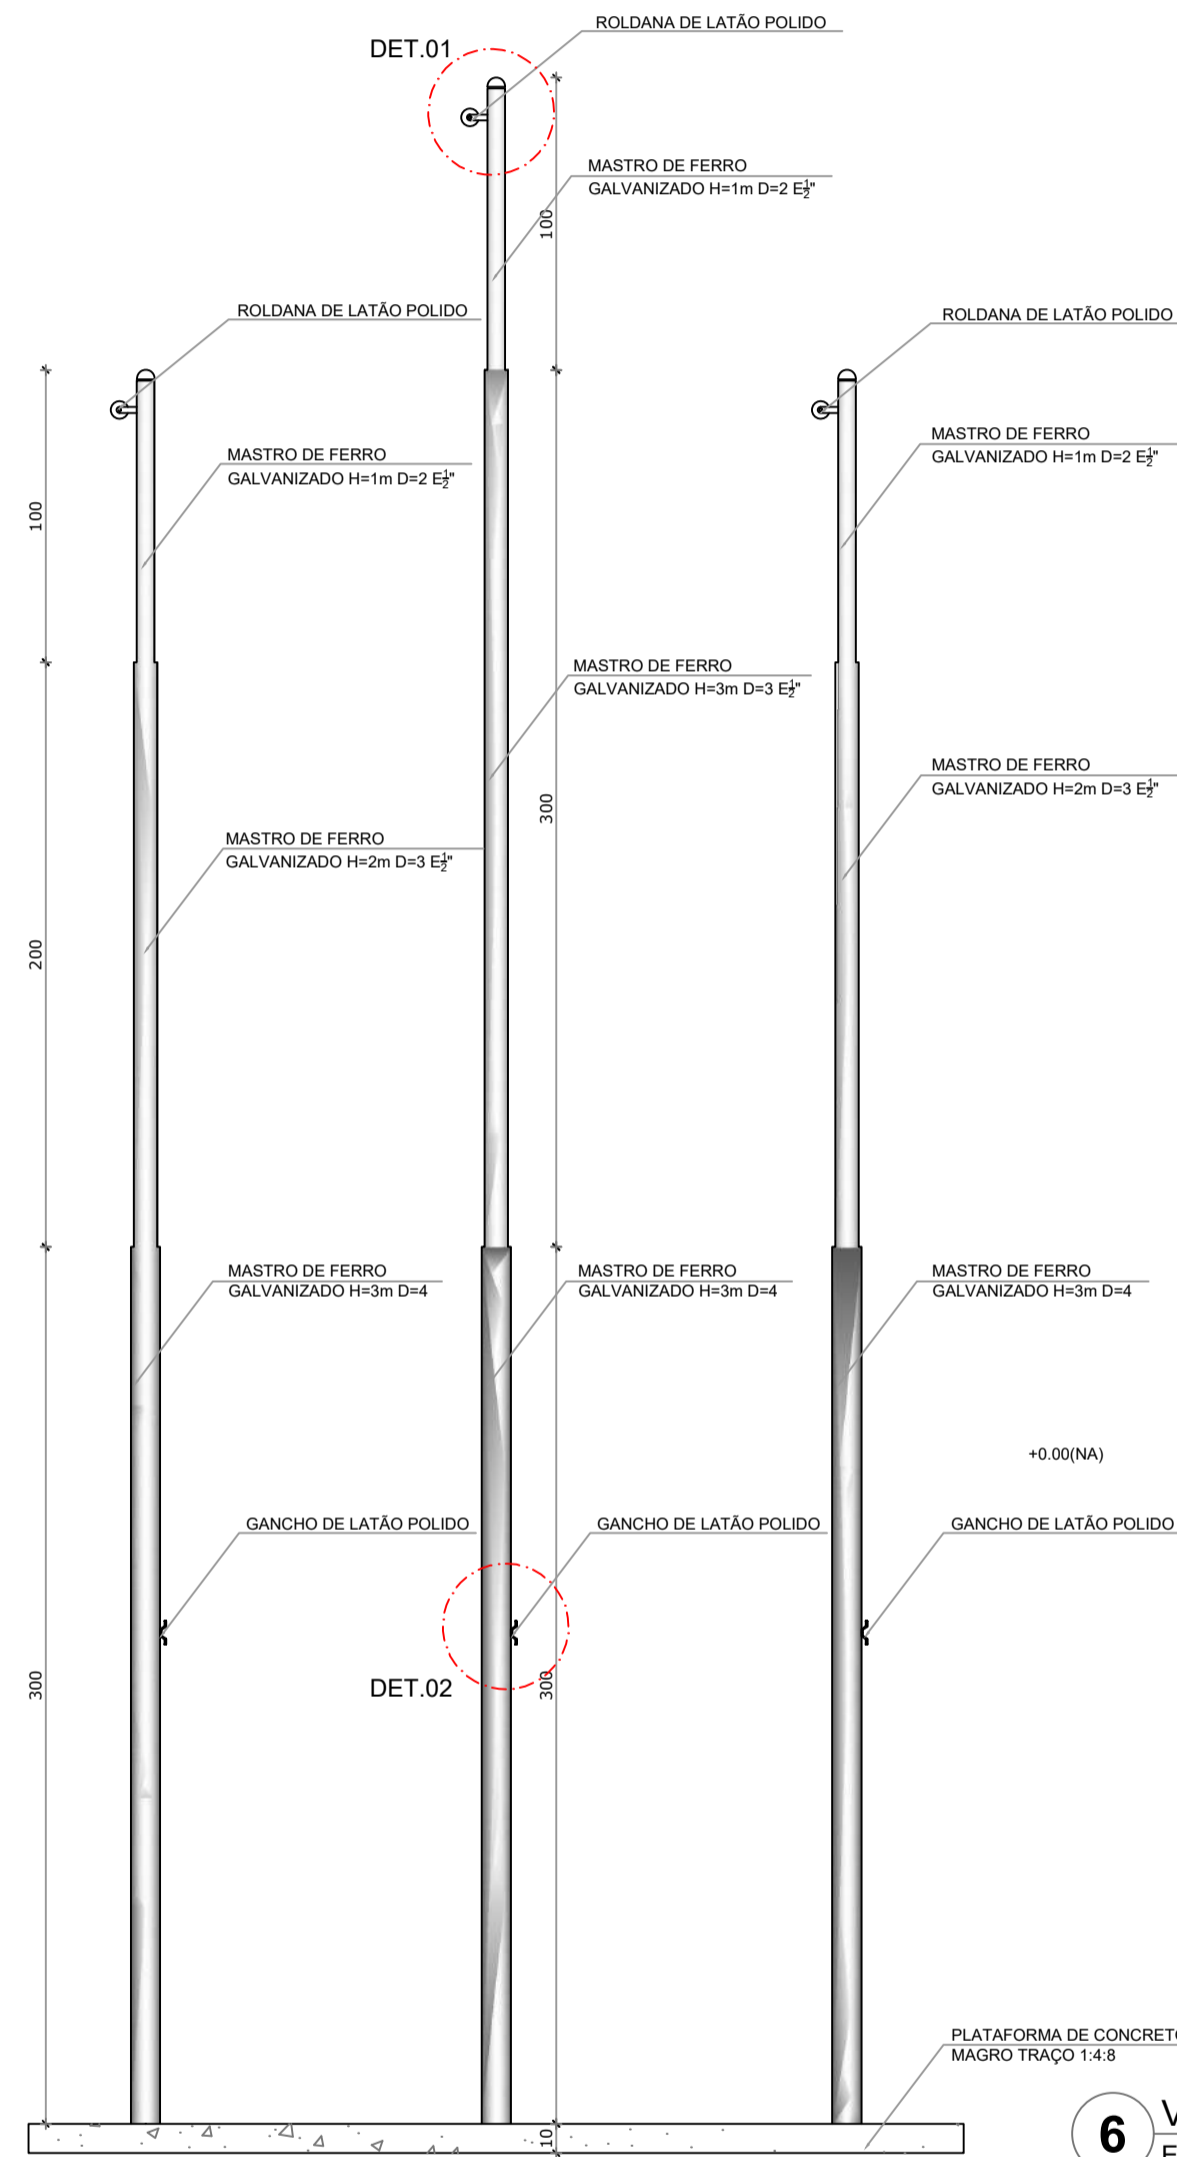 ROLDANA DE LATÃO POLIDO
DET.01
MASTRO DE FERRO
GALVANIZADO H=1m D=2 E½"
100
ROLDANA DE LATÃO POLIDO
ROLDANA DE LATÃO POLIDO
MASTRO DE FERRO
GALVANIZADO H=1m D=2 E½"
MASTRO DE FERRO
GALVANIZADO H=1m D=2 E½"
100
MASTRO DE FERRO
GALVANIZADO H=3m D=3 E½"
MASTRO DE FERRO
GALVANIZADO H=2m D=3 E½"
300
MASTRO DE FERRO
GALVANIZADO H=2m D=3 E½"
200
MASTRO DE FERRO
GALVANIZADO H=3m D=4
MASTRO DE FERRO
GALVANIZADO H=3m D=4
MASTRO DE FERRO
GALVANIZADO H=3m D=4
+0.00(NA)
GANCHO DE LATÃO POLIDO
GANCHO DE LATÃO POLIDO
GANCHO DE LATÃO POLIDO
DET.02
300
300
PLATAFORMA DE CONCRETO
MAGRO TRAÇO 1:4:8
10
6